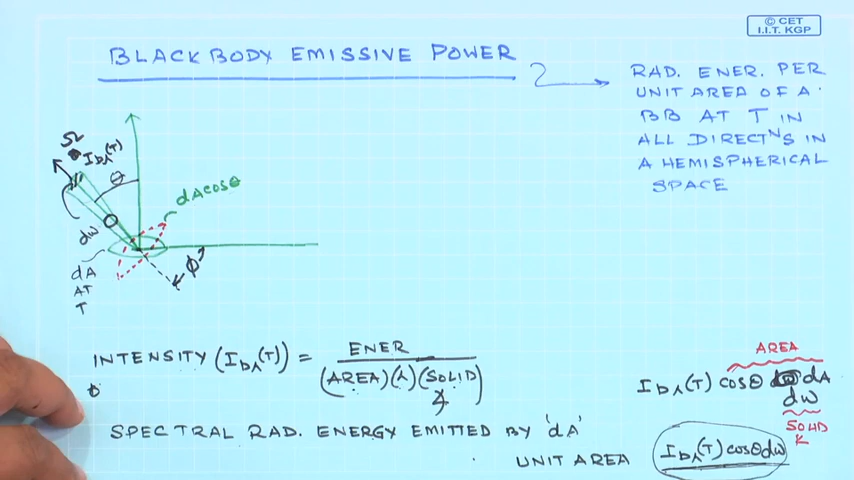 © CET
I.I.T. KGP
BLACKBODY EMISSIVE POWER
RAD. ENER. PER
UNIT AREA OF A
BB AT T IN
ALL DIRECTNS IN
A HEMISPHERICAL
SPACE
Ω
Ibλ(T)
θ
dAcosθ
dω
dA
AT
T
φ
INTENSITY (Ibλ(T)) = ENER
(AREA)(λ)(SOLID ∡)
AREA
Ibλ(T) cosθ dA
dω
SOLID
SPECTRAL RAD. ENERGY EMITTED BY 'dA'
UNIT AREA Ibλ(T) cosθdω